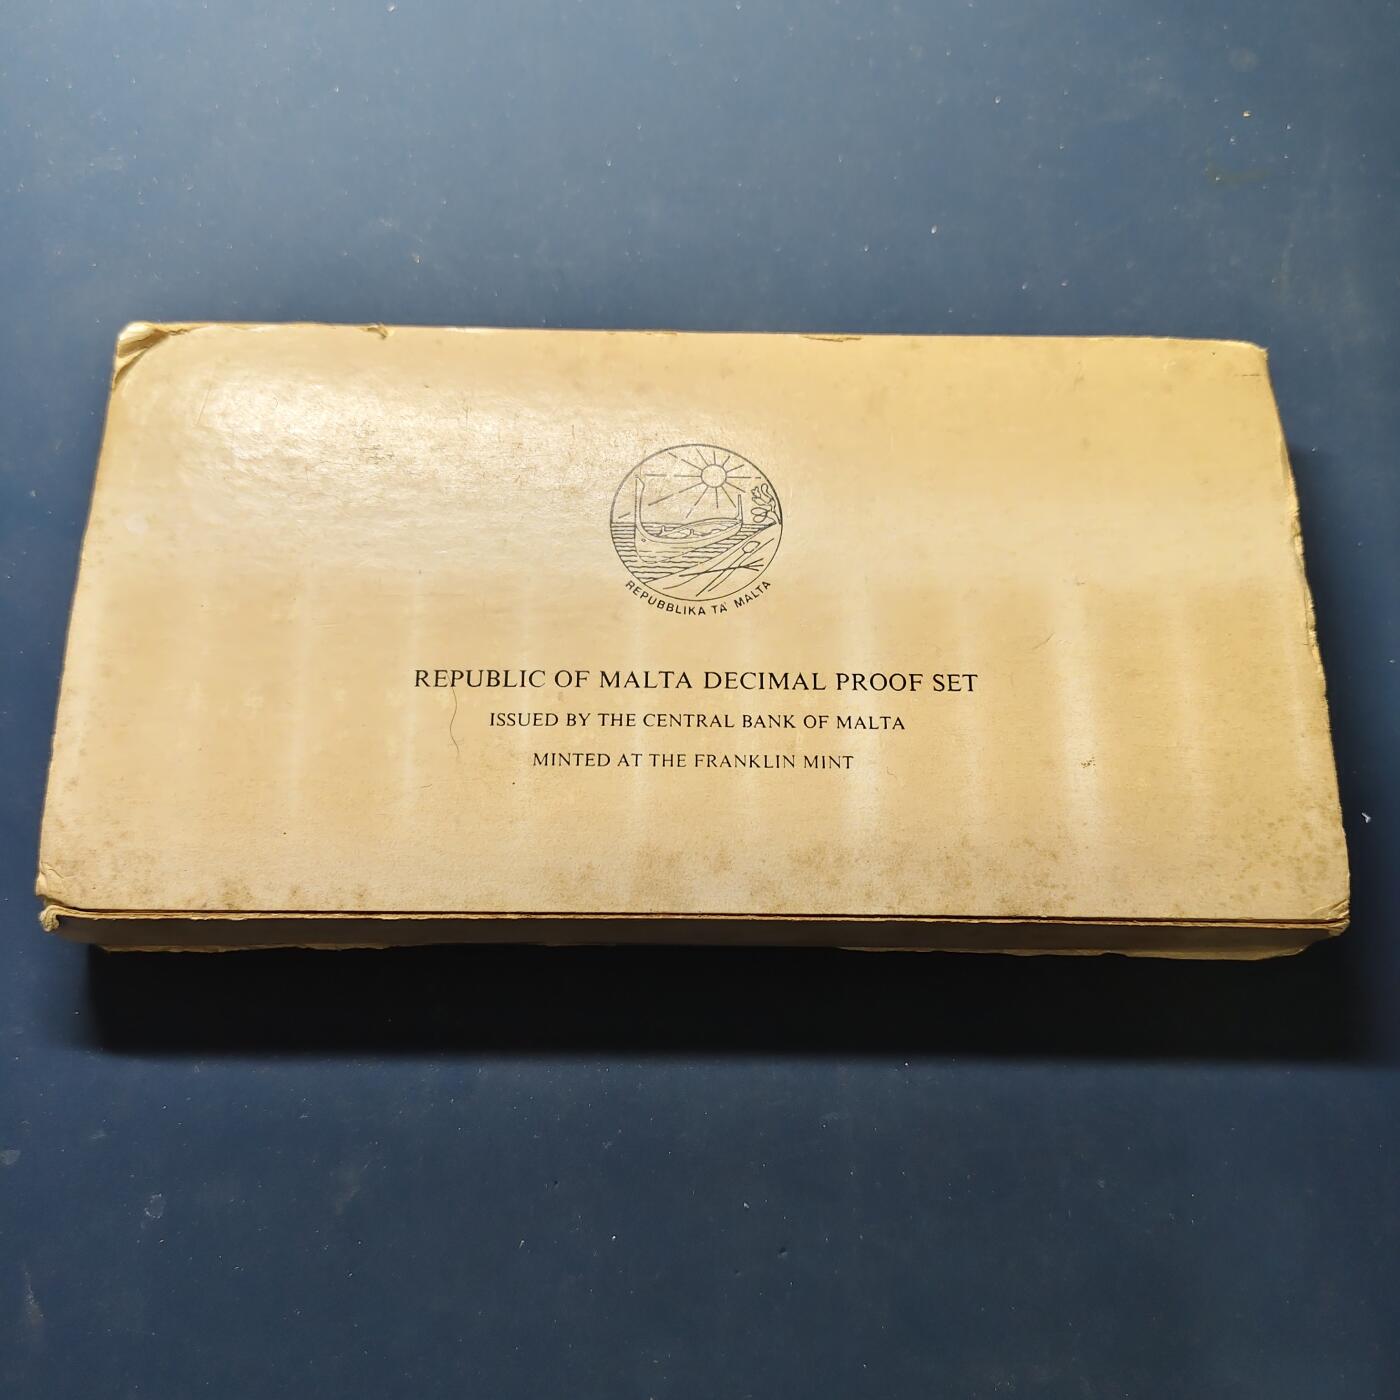 REPUBBLIKA TA' MALTA
REPUBLIC OF MALTA DECIMAL PROOF SET
ISSUED BY THE CENTRAL BANK OF MALTA
MINTED AT THE FRANKLIN MINT